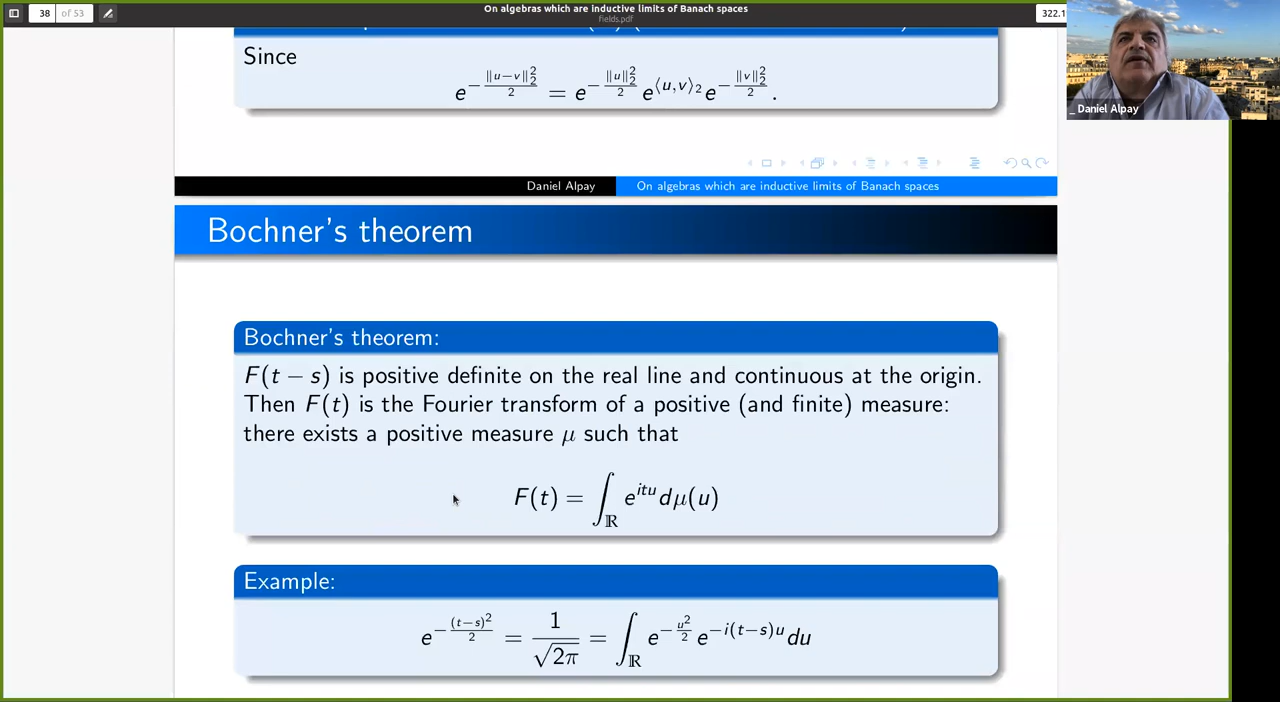 38 of 53
On algebras which are inductive limits of Banach spaces
fields.pdf
322.1
_ Daniel Alpay
Since
e^{-\frac{\|u-v\|_2^2}{2}} = e^{-\frac{\|u\|_2^2}{2}} e^{\langle u,v\rangle_2} e^{-\frac{\|v\|_2^2}{2}}.
Daniel Alpay On algebras which are inductive limits of Banach spaces
Bochner's theorem
Bochner's theorem:
F(t − s) is positive definite on the real line and continuous at the origin.
Then F(t) is the Fourier transform of a positive (and finite) measure:
there exists a positive measure μ such that
F(t) = \int_{\mathbb{R}} e^{itu} dμ(u)
Example:
e^{-\frac{(t-s)^2}{2}} = \frac{1}{\sqrt{2π}} = \int_{\mathbb{R}} e^{-\frac{u^2}{2}} e^{-i(t-s)u} du